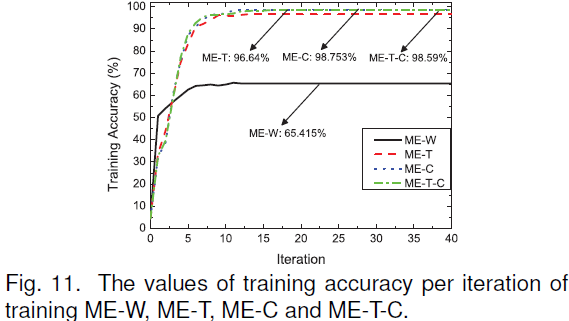 100
90
80
70
60
50
40
30
20
10
0
Training Accuracy (%)
ME-T: 96.64% ME-C: 98.753% ME-T-C: 98.59%
ME-W: 65.415%
ME-W
ME-T
ME-C
ME-T-C
0 5 10 15 20 25 30 35 40
Iteration
Fig. 11. The values of training accuracy per iteration of
training ME-W, ME-T, ME-C and ME-T-C.